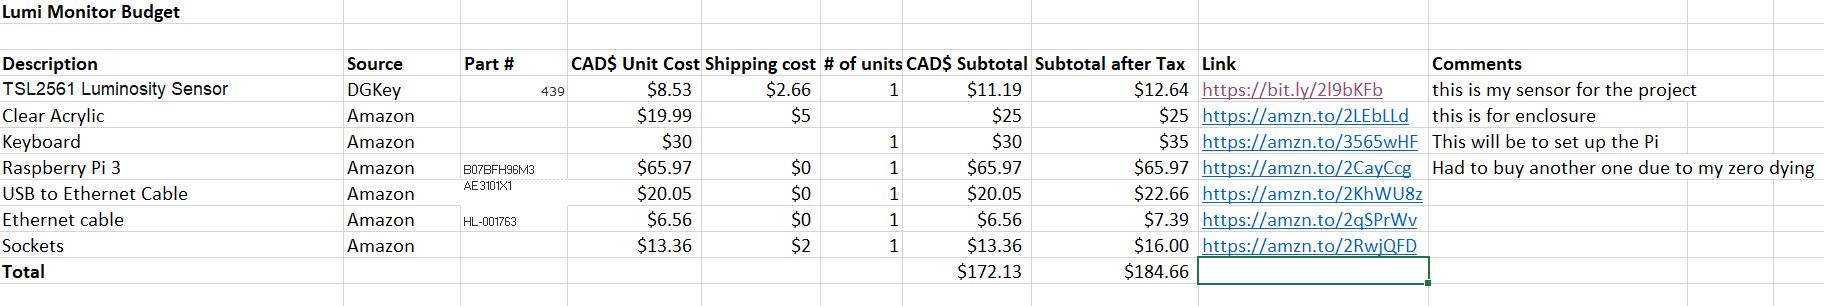 Lumi Monitor Budget
Description Source Part # CAD$ Unit Cost Shipping cost # of units CAD$ Subtotal Subtotal after Tax Link Comments
TSL2561 Luminosity Sensor DGKey 439 $8.53 $2.66 1 $11.19 $12.64 https://bit.ly/2l9bKFb this is my sensor for the project
Clear Acrylic Amazon $19.99 $5 $25 $25 https://amzn.to/2LEbLLd this is for enclosure
Keyboard Amazon $30 1 $30 $35 https://amzn.to/3565wHF This will be to set up the Pi
Raspberry Pi 3 Amazon B07BFH96M3 $65.97 $0 1 $65.97 $65.97 https://amzn.to/2CayCcg Had to buy another one due to my zero dying
USB to Ethernet Cable Amazon AE3101X1 $20.05 $0 1 $20.05 $22.66 https://amzn.to/2KhWU8z
Ethernet cable Amazon HL-001763 $6.56 $0 1 $6.56 $7.39 https://amzn.to/2qSPrWv
Sockets Amazon $13.36 $2 1 $13.36 $16.00 https://amzn.to/2RwjQFD
Total $172.13 $184.66